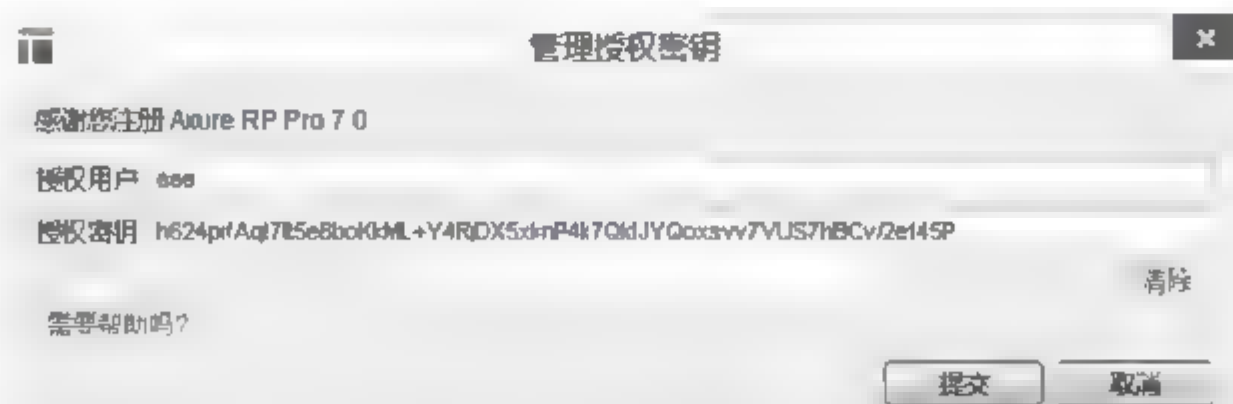 管理授权密钥
感谢您注册 Axure RP Pro 7.0
授权用户 aaa
授权密钥
清除
需要帮助吗?
提交 取消